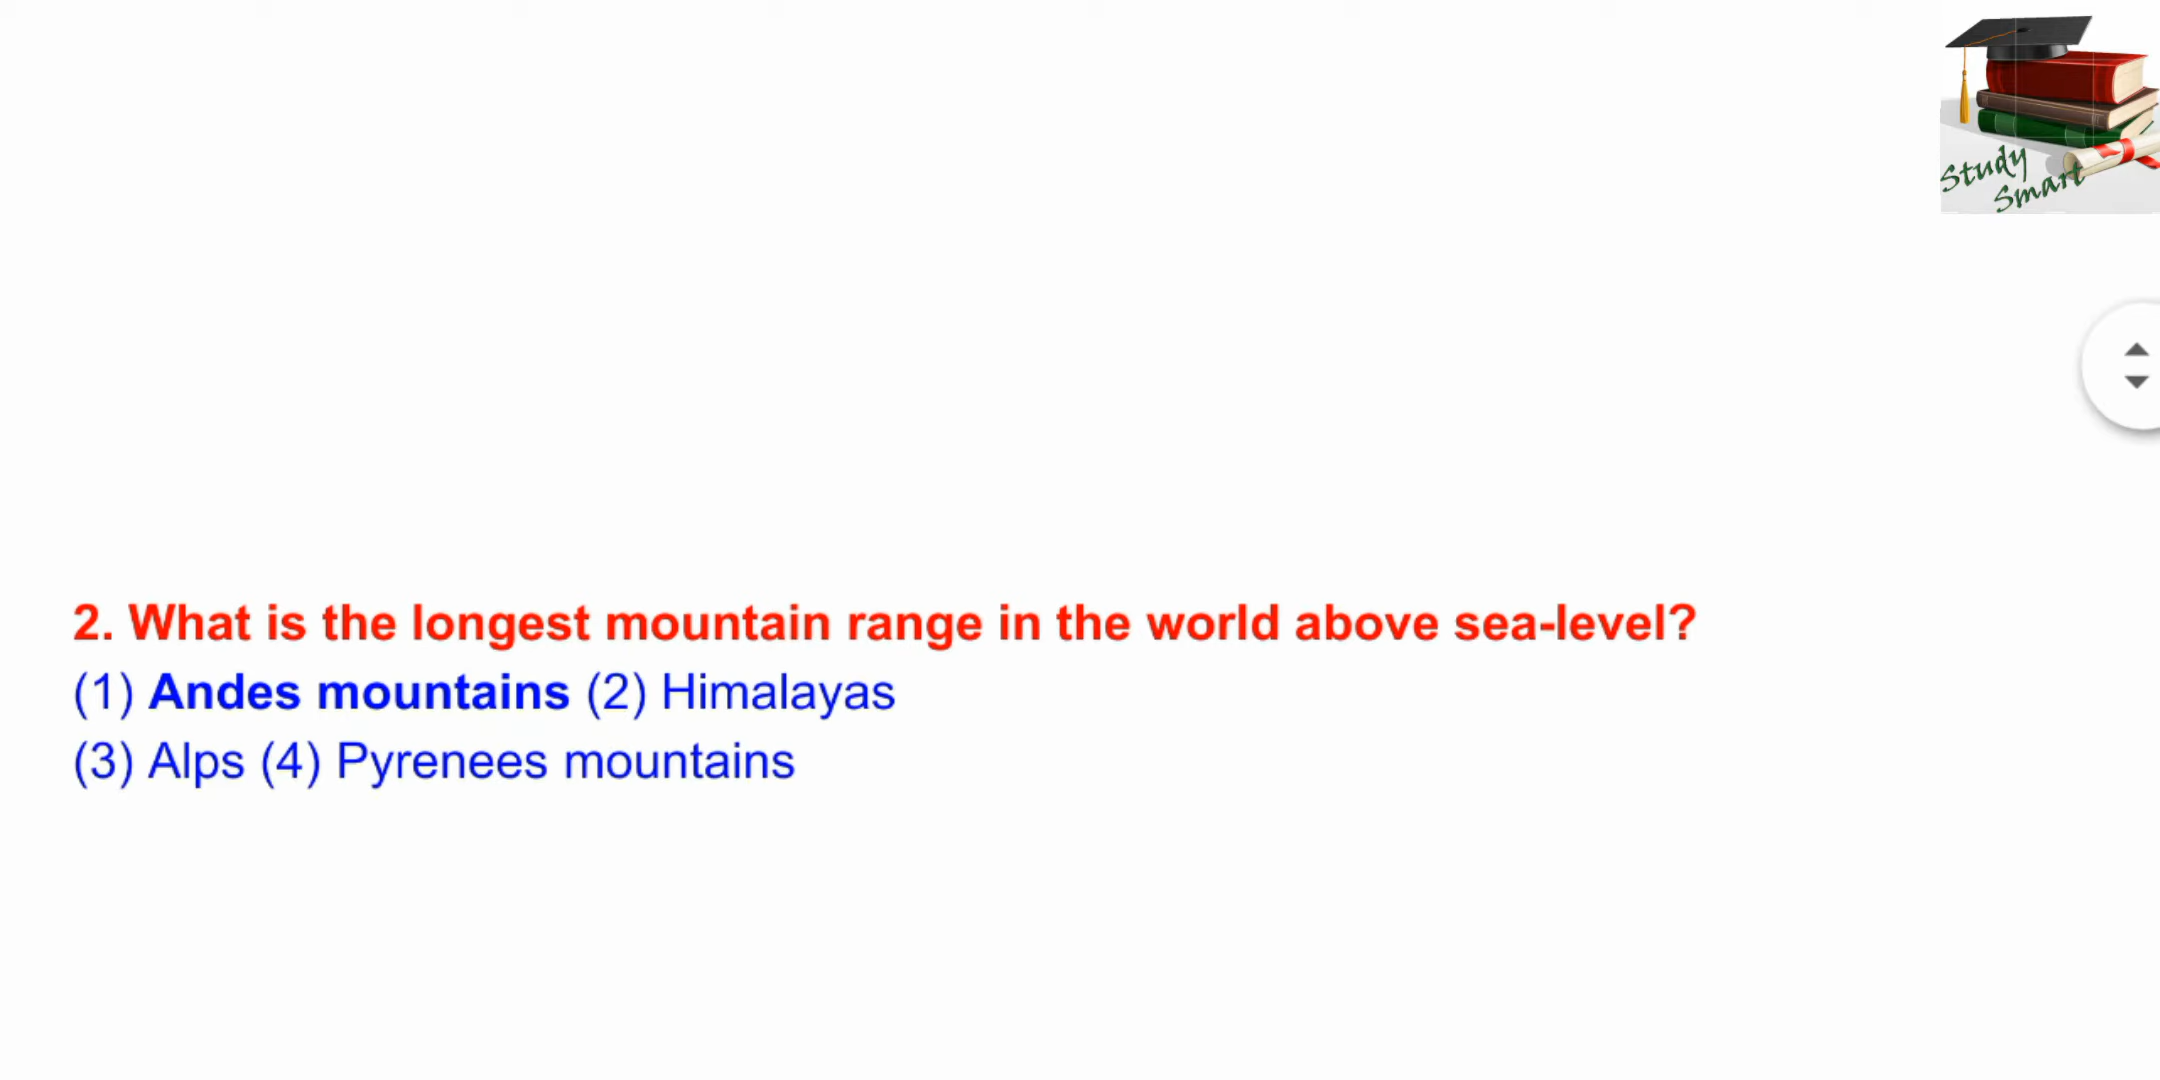 Study
Smart
2. What is the longest mountain range in the world above sea-level?
(1) Andes mountains (2) Himalayas
(3) Alps (4) Pyrenees mountains